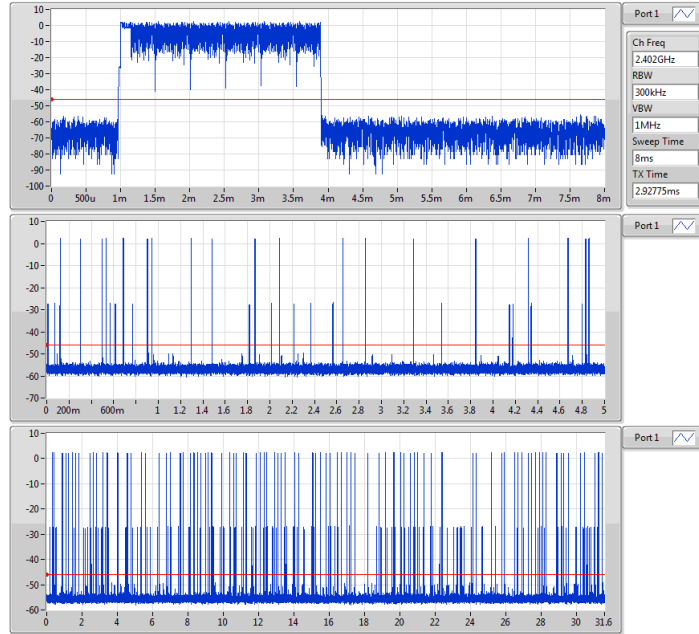 Port 1
Ch Freq
2.402GHz
RBW
300kHz
VBW
1MHz
Sweep Time
8ms
TX Time
2.92775ms
10
0
-10
-20
-30
-40
-50
-60
-70
-80
-90
-100
0 500u 1m 1.5m 2m 2.5m 3m 3.5m 4m 4.5m 5m 5.5m 6m 6.5m 7m 7.5m 8m
Port 1
10
0
-10
-20
-30
-40
-50
-60
-70
0 200m 600m 1 1.2 1.4 1.6 1.8 2 2.2 2.4 2.6 2.8 3 3.2 3.4 3.6 3.8 4 4.2 4.4 4.6 4.8 5
Port 1
10
0
-10
-20
-30
-40
-50
-60
0 2 4 6 8 10 12 14 16 18 20 22 24 26 28 30 31.6